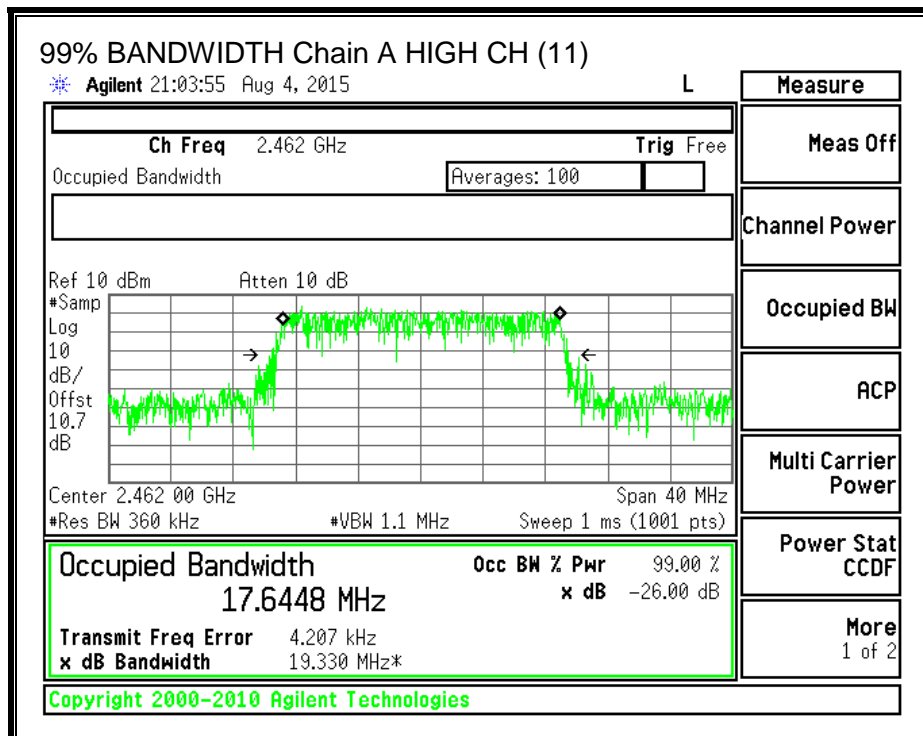 99% BANDWIDTH Chain A HIGH CH (11)
Agilent 21:03:55 Aug 4, 2015 L
Measure
Ch Freq 2.462 GHz Trig Free
Meas Off
Occupied Bandwidth Averages: 100
Channel Power
Ref 10 dBm Atten 10 dB
#Samp
Log
10
dB/
Offst
10.7
dB
Occupied BW
ACP
Multi Carrier
Power
Center 2.462 00 GHz Span 40 MHz
#Res BW 360 kHz #VBW 1.1 MHz Sweep 1 ms (1001 pts)
Power Stat
CCDF
Occupied Bandwidth Occ BW % Pwr 99.00 %
17.6448 MHz x dB -26.00 dB
Transmit Freq Error 4.207 kHz
x dB Bandwidth 19.330 MHz*
More
1 of 2
Copyright 2000-2010 Agilent Technologies